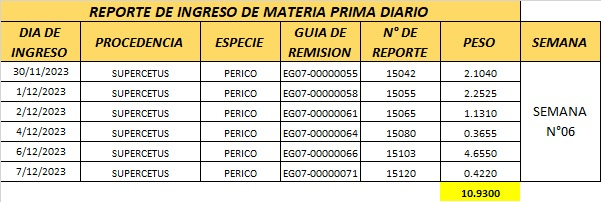 REPORTE DE INGRESO DE MATERIA PRIMA DIARIO
DIA DE INGRESO PROCEDENCIA ESPECIE GUIA DE REMISION N° DE REPORTE PESO SEMANA
30/11/2023 SUPERCETUS PERICO EG07-00000055 15042 2.1040
1/12/2023 SUPERCETUS PERICO EG07-00000058 15055 2.2525
2/12/2023 SUPERCETUS PERICO EG07-00000061 15065 1.1310
4/12/2023 SUPERCETUS PERICO EG07-00000064 15080 0.3655
6/12/2023 SUPERCETUS PERICO EG07-00000066 15103 4.6550
7/12/2023 SUPERCETUS PERICO EG07-00000071 15120 0.4220
SEMANA
N°06
10.9300